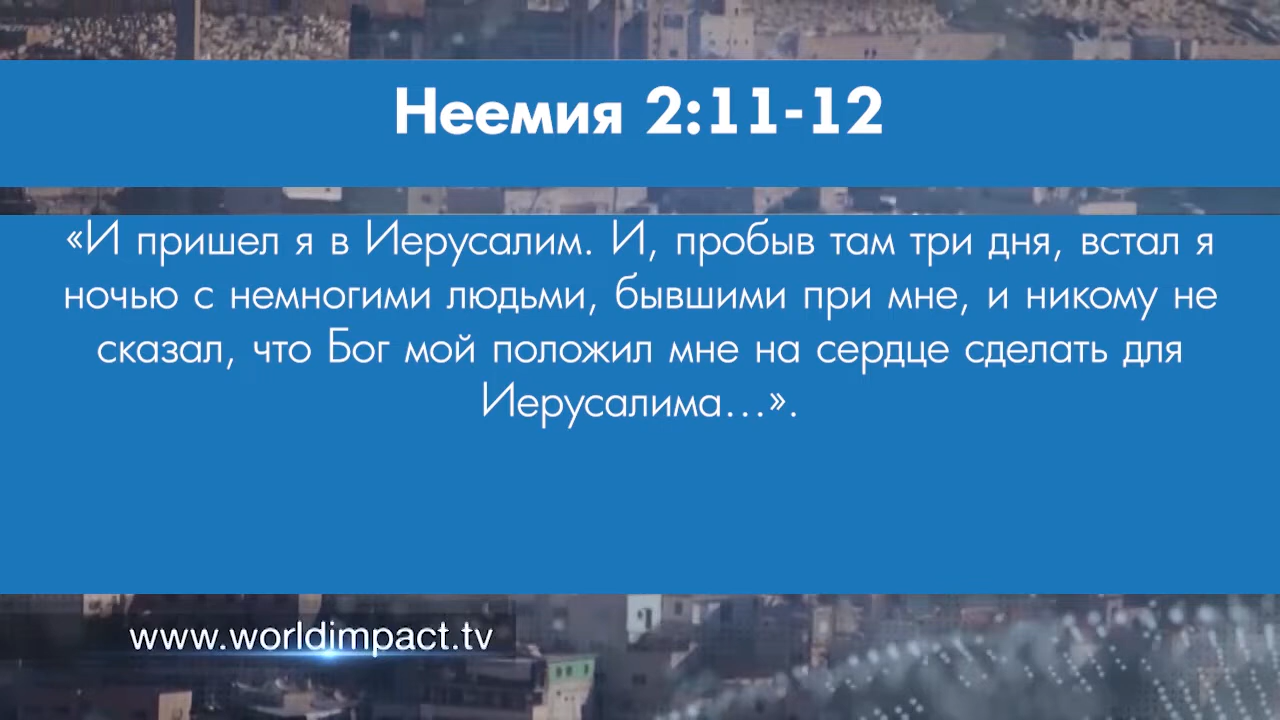 Неемия 2:11-12
«И пришел я в Иерусалим. И, пробыв там три дня, встал я
ночью с немногими людьми, бывшими при мне, и никому не
сказал, что Бог мой положил мне на сердце сделать для
Иерусалима...».
www.worldimpact.tv